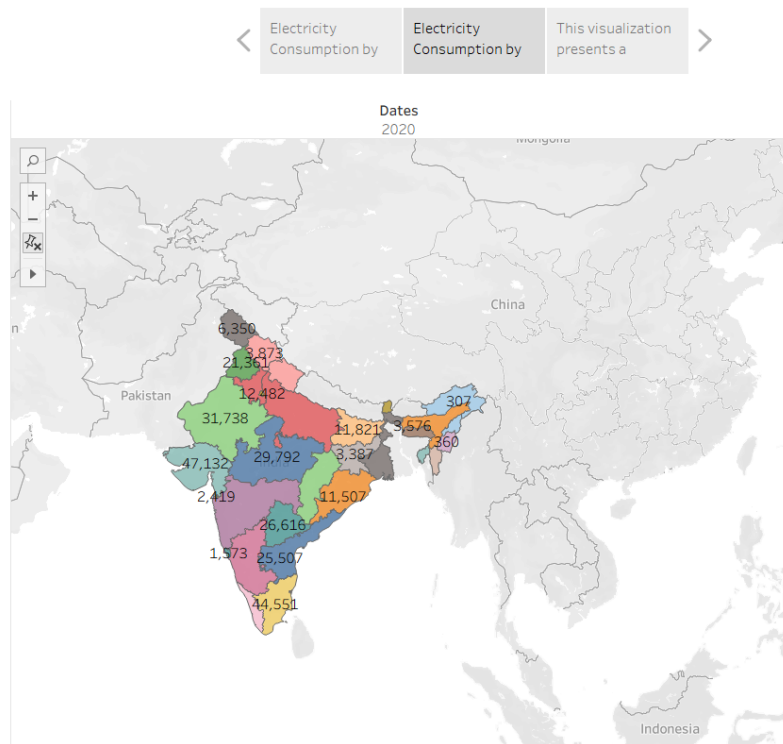 Electricity
Consumption by
Electricity
Consumption by
This visualization
presents a
Dates
2020
Mongolia
China
Pakistan
6,350
3,873
21,361
12,482
31,738
307
11,821
3,576
360
3,387
29,792
47,132
2,419
11,507
26,616
1,573
25,507
44,551
n
Indonesia